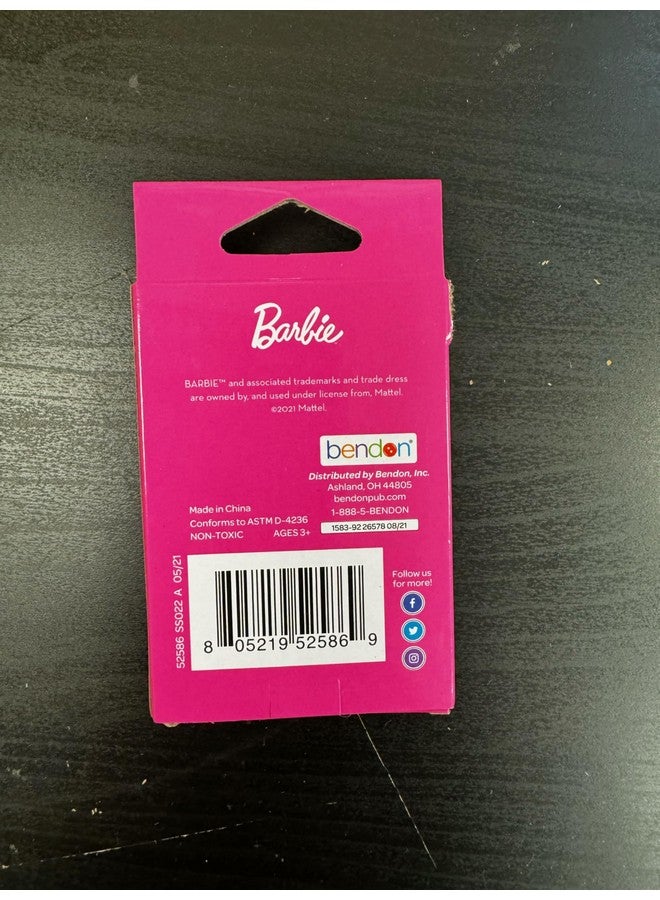 Barbie
BARBIE™ and associated trademarks and trade dress
are owned by, and used under license from, Mattel.
©2021 Mattel.
bendon®
Distributed by Bendon, Inc.
Ashland, OH 44805
bendonpub.com
1-888-5-BENDON
1583-92 26578 08/21
Made in China
Conforms to ASTM D-4236
NON-TOXIC AGES 3+
52586 SS022 A 05/21
8 05219 52586 9
Follow us
for more!